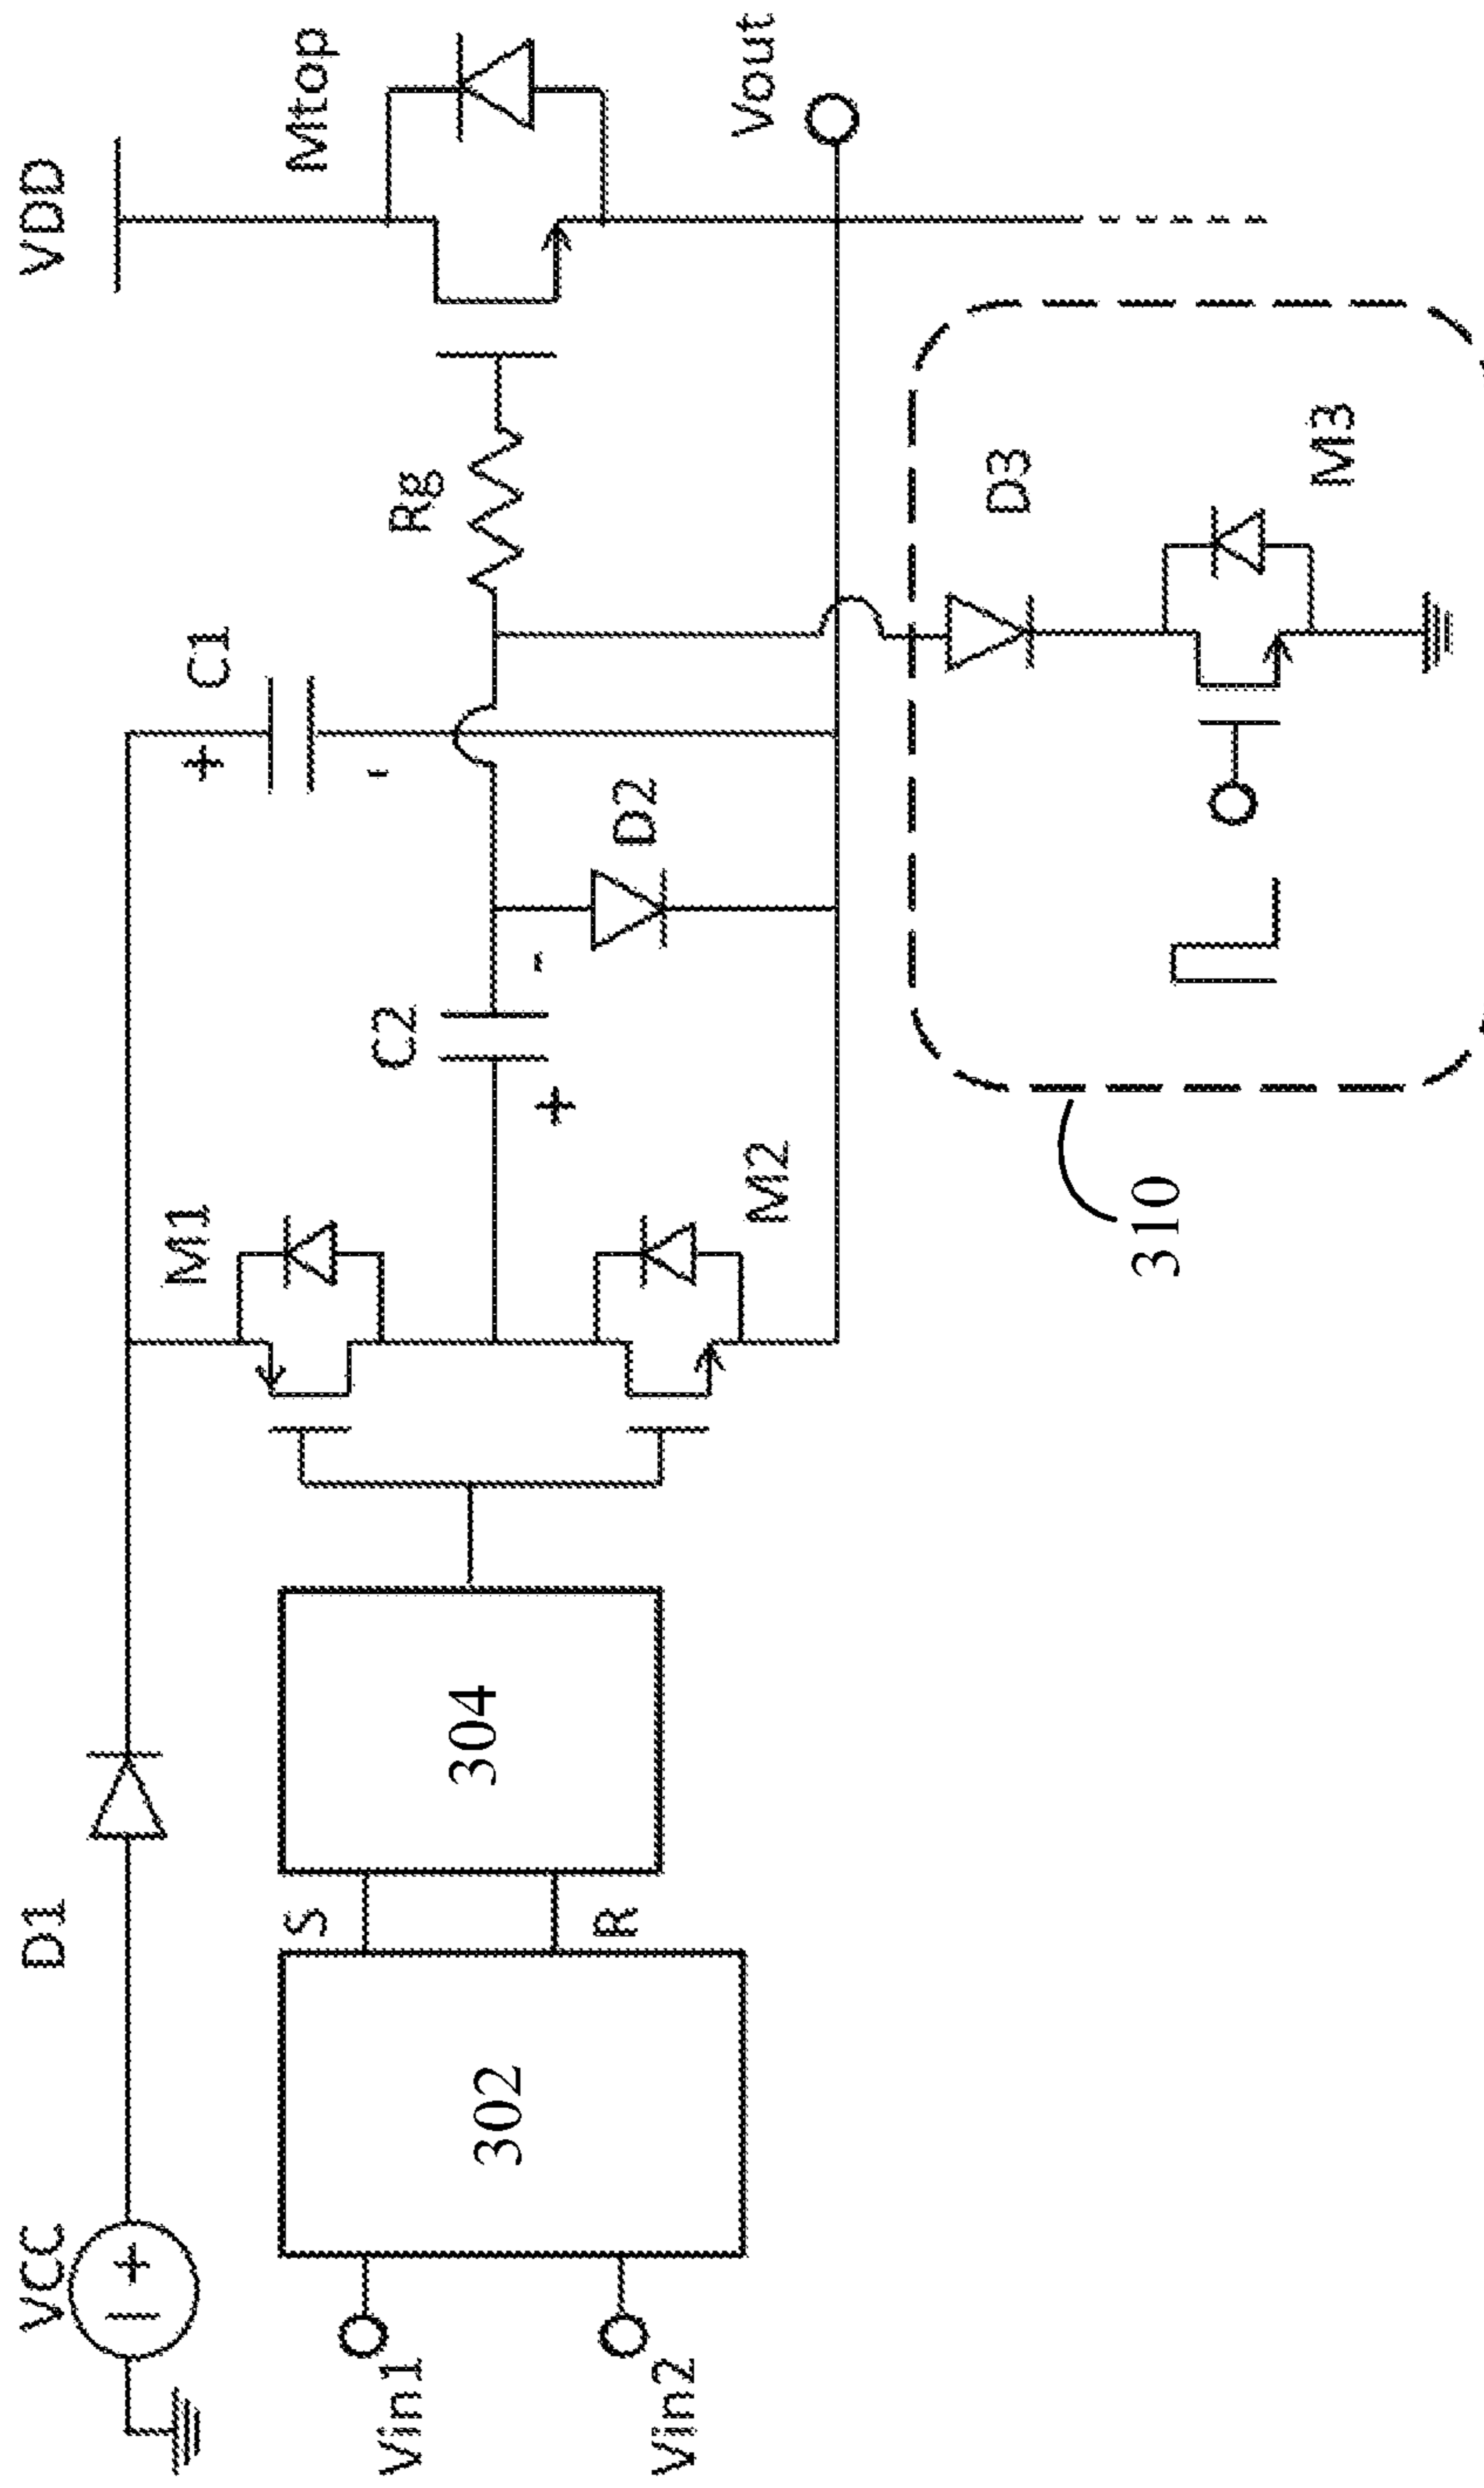 VCC
D1
VDD
Mtop
C1
M1
Rg
C2
+
-
+
-
D2
M2
Vout
S
R
302
304
Vin1
Vin2
D3
M3
310
+